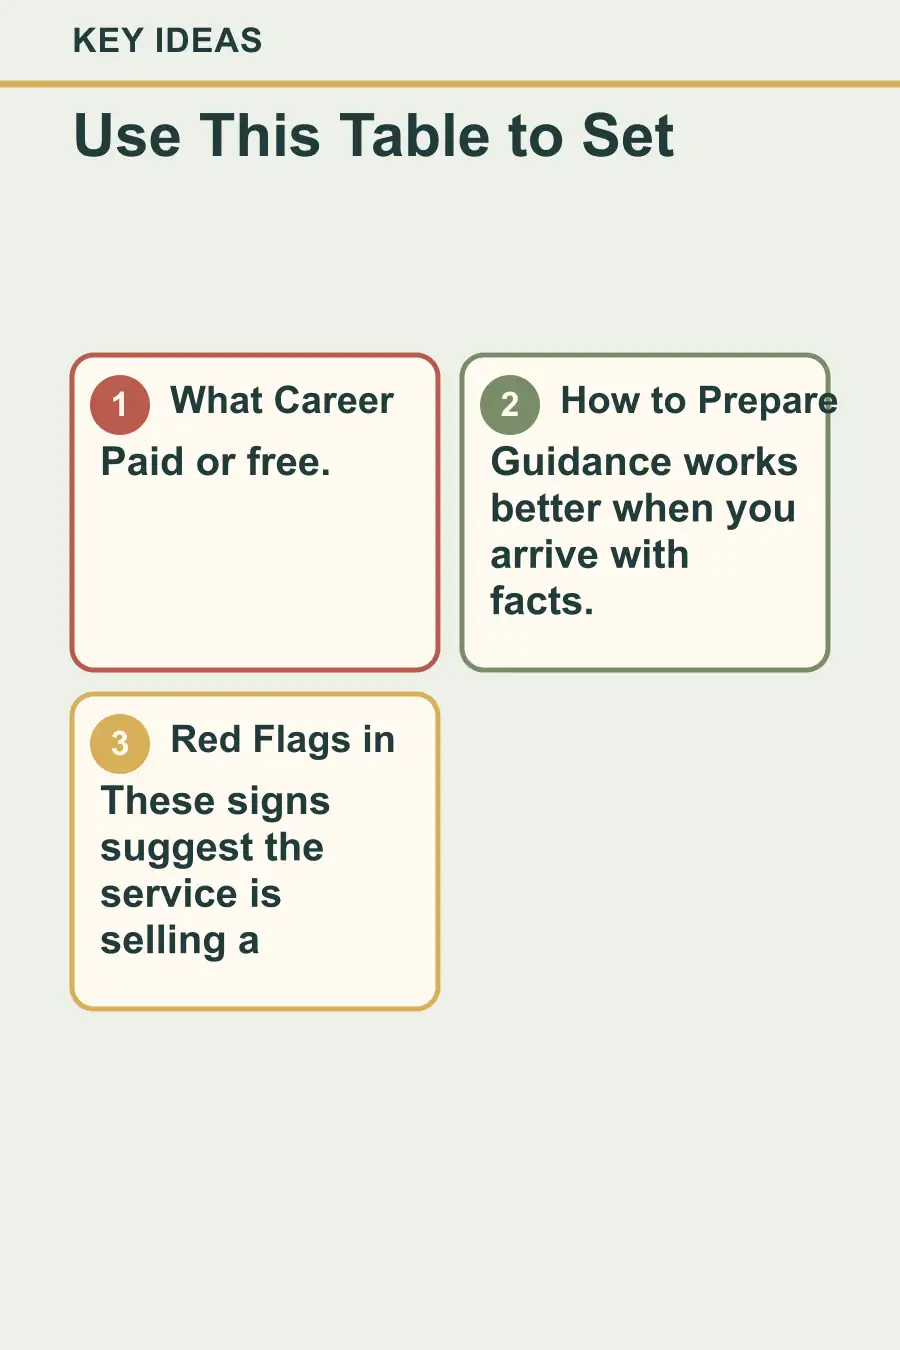 KEY IDEAS
Use This Table to Set
1 What Career
Paid or free.
2 How to Prepare
Guidance works
better when you
arrive with
facts.
3 Red Flags in
These signs
suggest the
service is
selling a